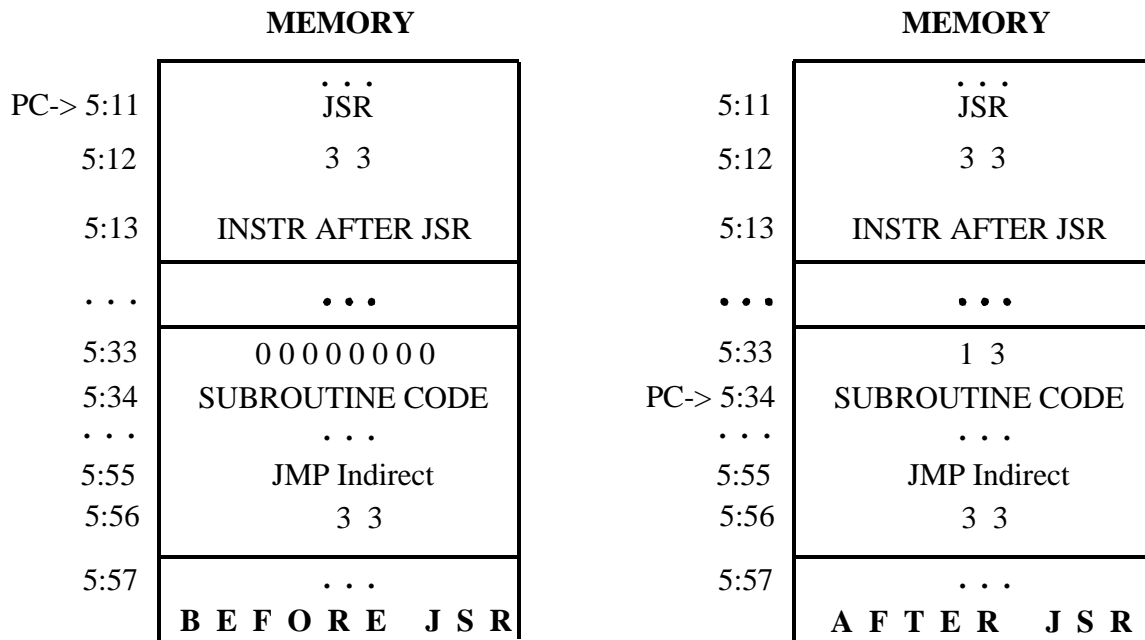 MEMORY
. . .
PC-> 5:11 JSR
5:12 3 3
5:13 INSTR AFTER JSR
. . . . . .
5:33 0 0 0 0 0 0 0 0
5:34 SUBROUTINE CODE
. . . . . .
5:55 JMP Indirect
5:56 3 3
5:57 . . .
B E F O R E J S R
MEMORY
. . .
5:11 JSR
5:12 3 3
5:13 INSTR AFTER JSR
. . . . . .
5:33 1 3
PC-> 5:34 SUBROUTINE CODE
. . . . . .
5:55 JMP Indirect
5:56 3 3
5:57 . . .
A F T E R J S R